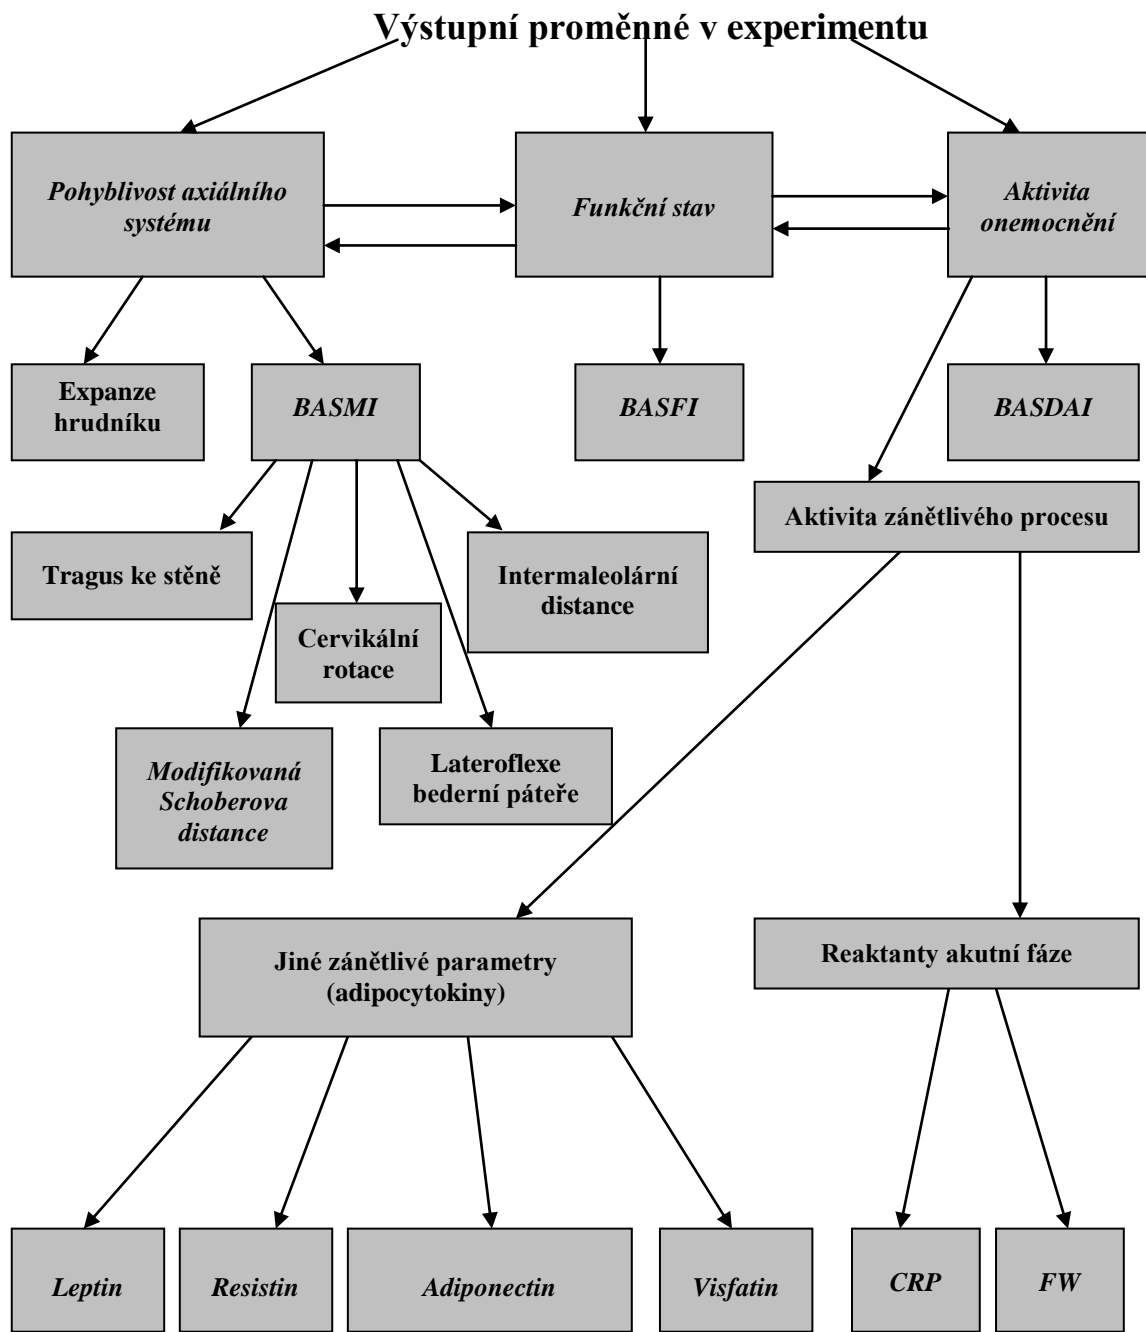 Výstupní proměnné v experimentu
Pohyblivost axiálního
systému
Funkční stav
Aktivita
onemocnění
Expanze
hrudníku
BASMI
BASFI
BASDAI
Aktivita zánětlivého procesu
Tragus ke stěně
Intermaleolární
distance
Cervikální
rotace
Modifikovaná
Schoberova
distance
Lateroflexe
bederní páteře
Jiné zánětlivé parametry
(adipocytokiny)
Reaktanty akutní fáze
Leptin
Resistin
Adiponectin
Visfatin
CRP
FW